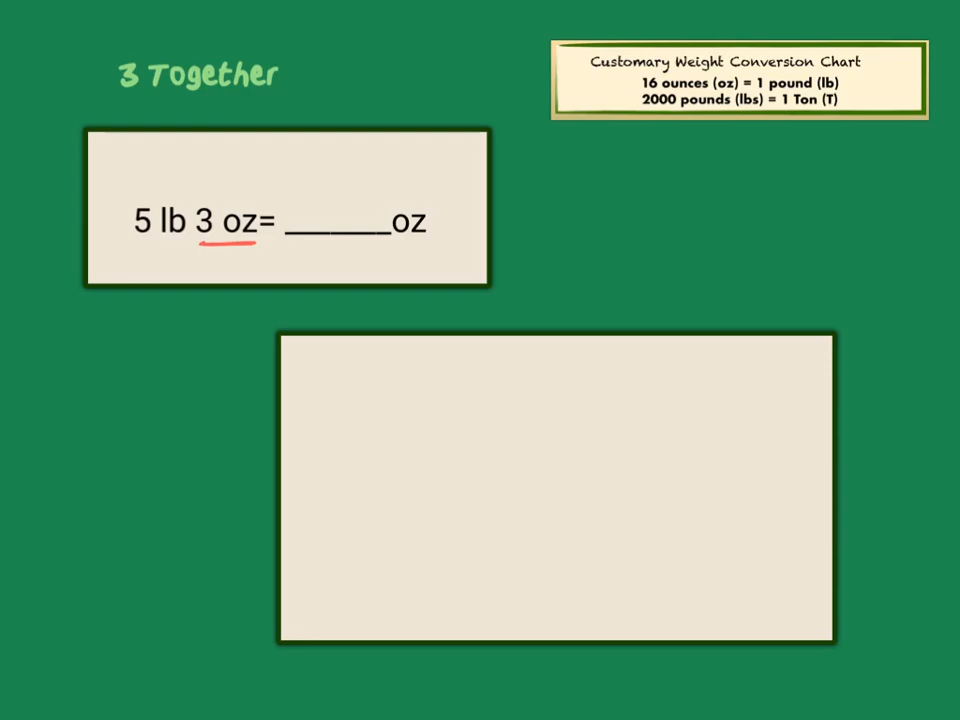 3 Together
Customary Weight Conversion Chart
16 ounces (oz) = 1 pound (lb)
2000 pounds (lbs) = 1 Ton (T)
5 lb 3 oz= ______oz